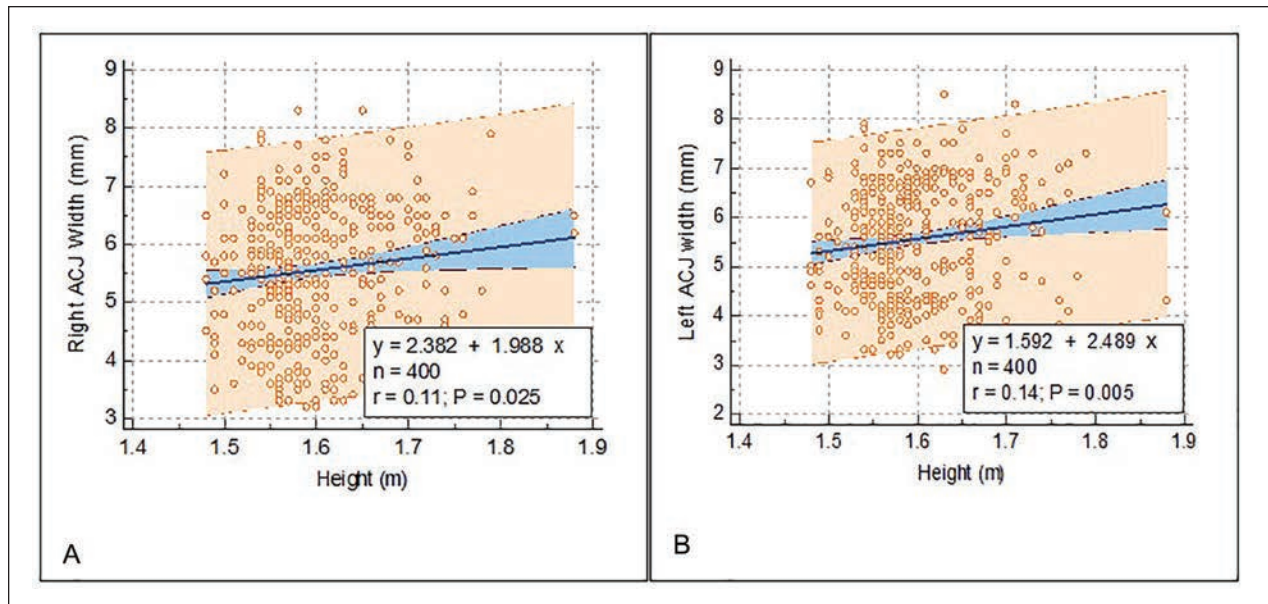 9
8
7
6
5
4
3
Right ACJ Width (mm)
y = 2.382 + 1.988 x
n = 400
r = 0.11; P = 0.025
1.4 1.5 1.6 1.7 1.8 1.9
Height (m)
A
9
8
7
6
5
4
3
2
Left ACJ width (mm)
y = 1.592 + 2.489 x
n = 400
r = 0.14; P = 0.005
1.4 1.5 1.6 1.7 1.8 1.9
Height (m)
B